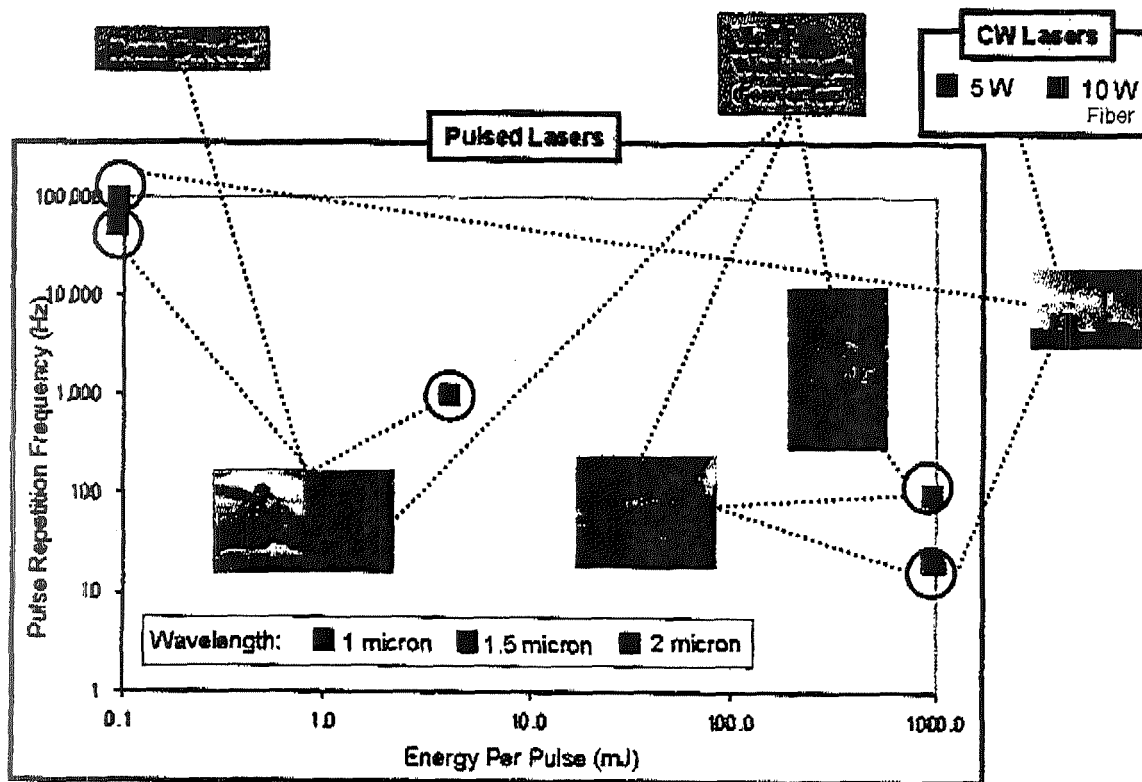 CW Lasers
5 W 10 W
Fiber
Pulsed Lasers
100,000
10,000
1,000
100
10
1
0.1 1.0 10.0 100.0 1000.0
Pulse Repetition Frequency (Hz)
Wavelength: 1 micron 1.5 micron 2 micron
Energy Per Pulse (mJ)